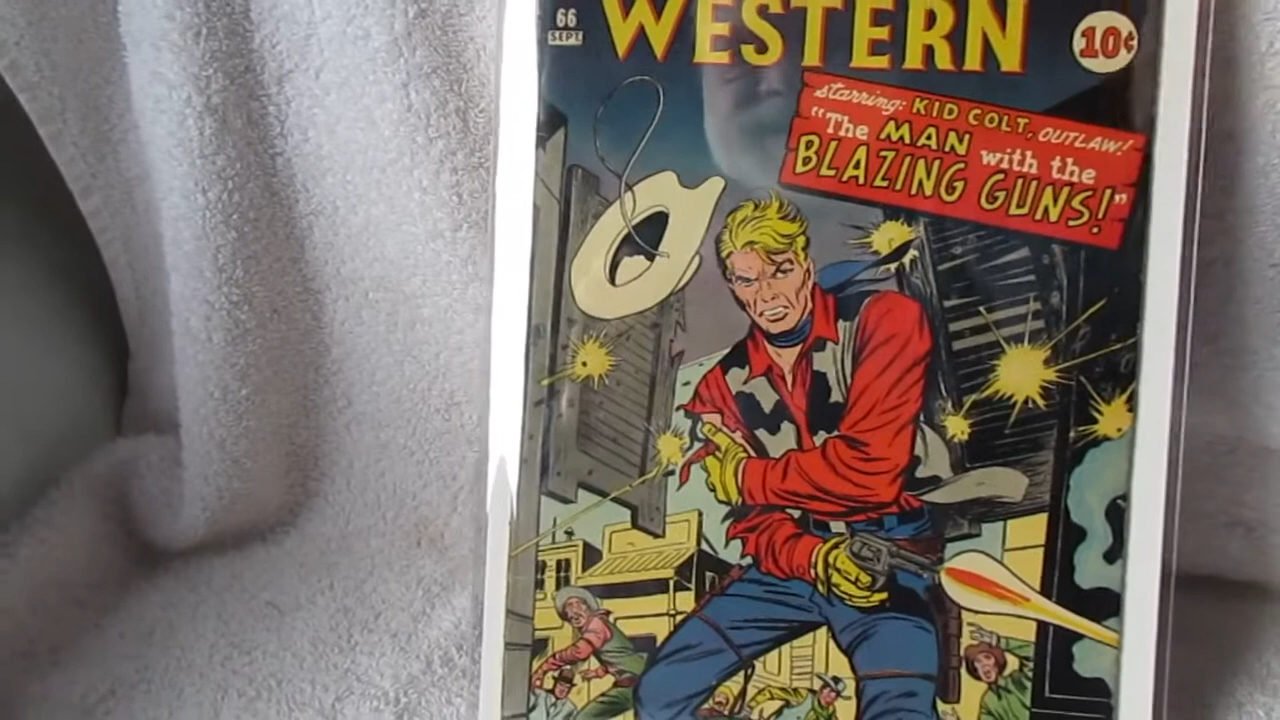 66
SEPT.
WESTERN
10¢
starring: KID COLT, OUTLAW!
"The MAN with the
BLAZING GUNS!"